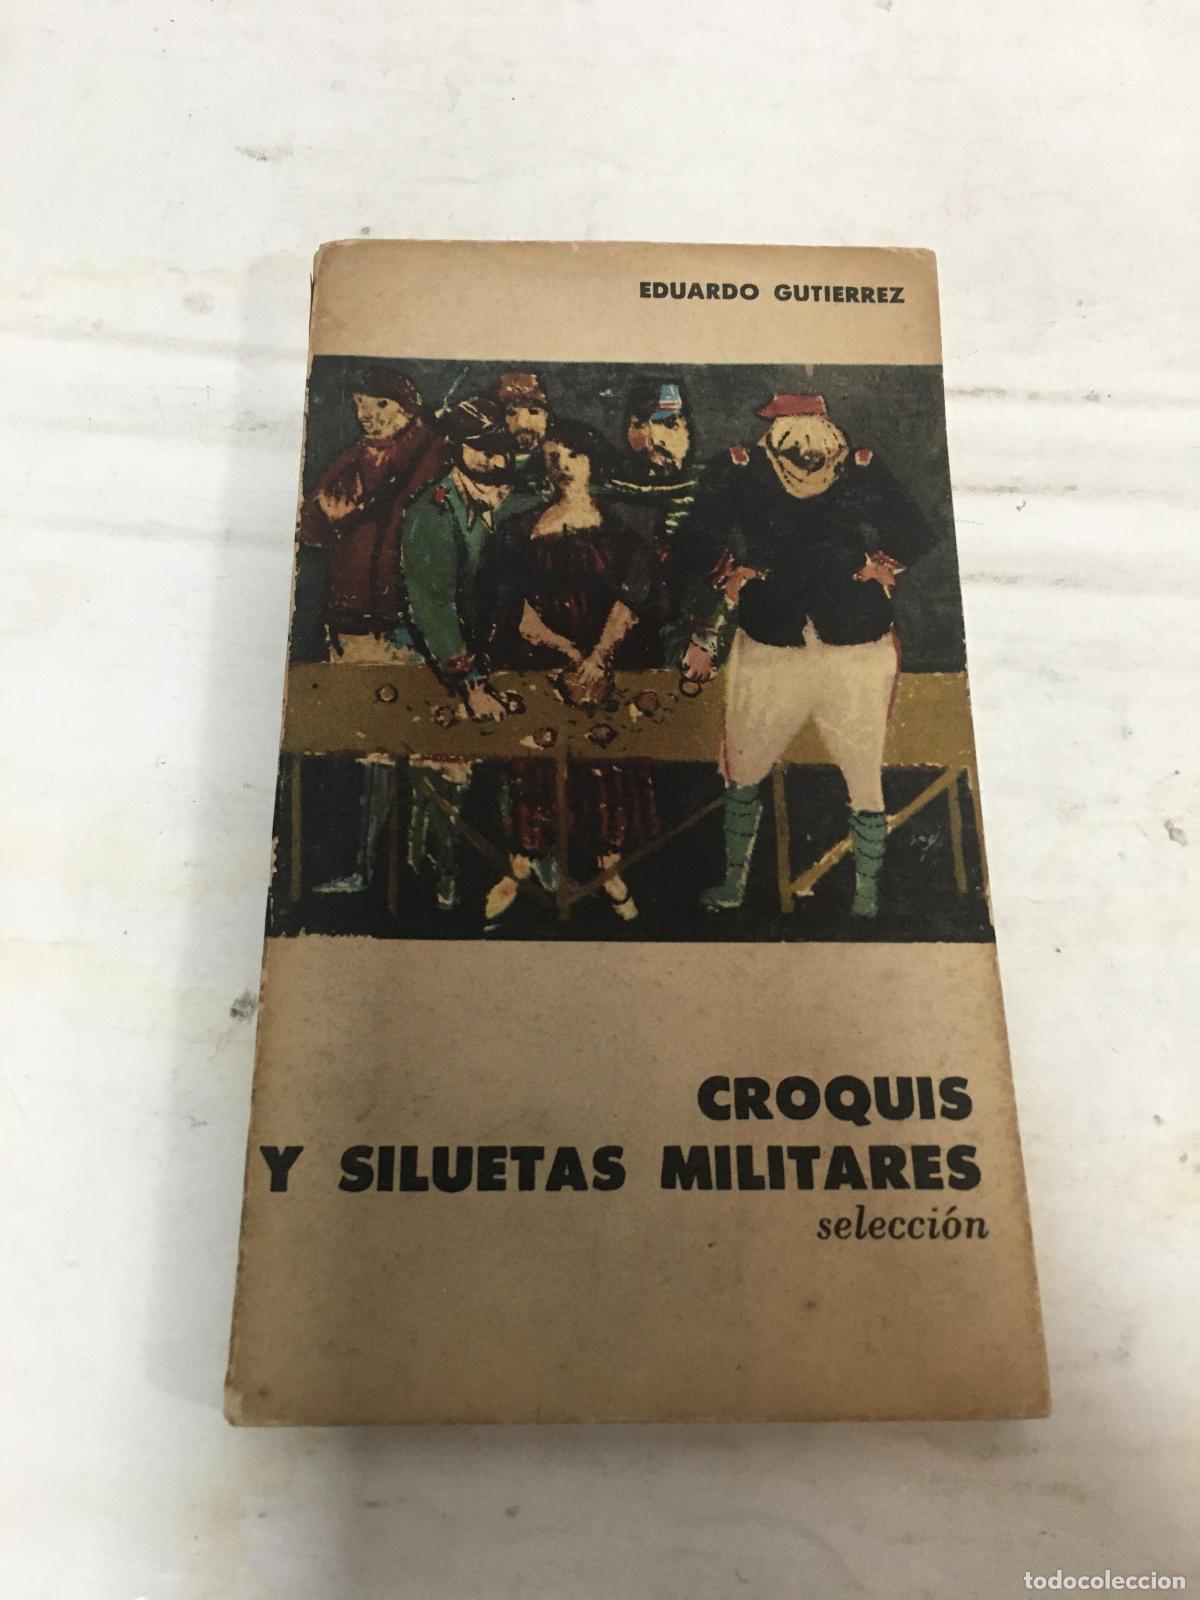 EDUARDO GUTIERREZ
CROQUIS
Y SILUETAS MILITARES
selección
todocoleccion